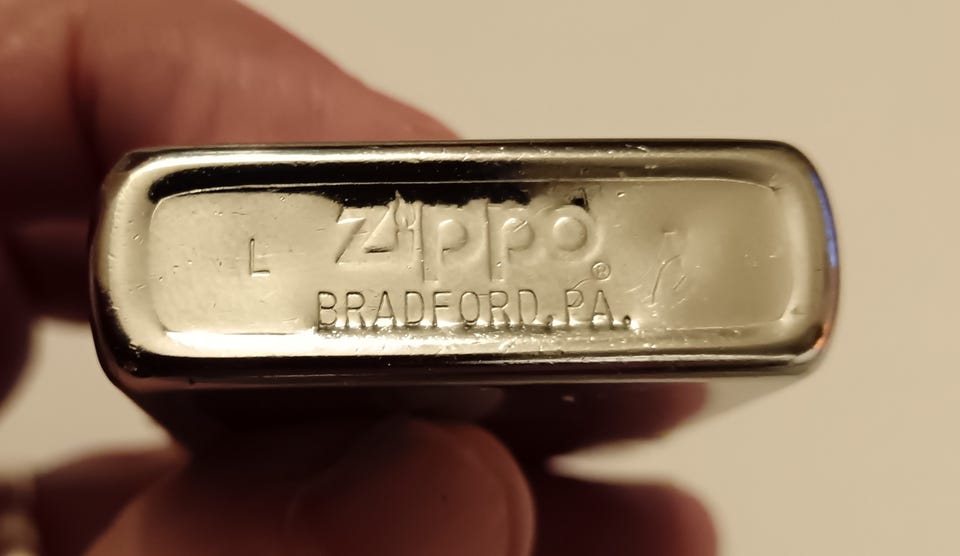 L Zippo®
BRADFORD, PA.